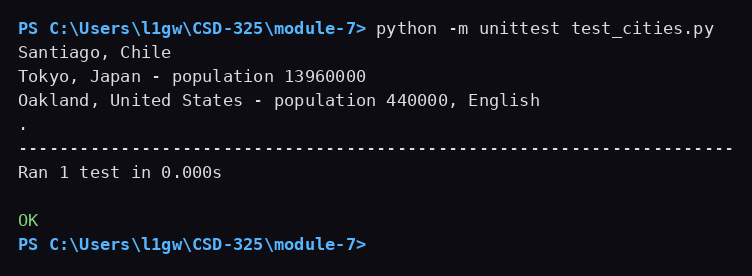 PS C:\Users\l1gw\CSD-325\module-7> python -m unittest test_cities.py
Santiago, Chile
Tokyo, Japan - population 13960000
Oakland, United States - population 440000, English
.
----------------------------------------------------------------------
Ran 1 test in 0.000s

OK
PS C:\Users\l1gw\CSD-325\module-7>